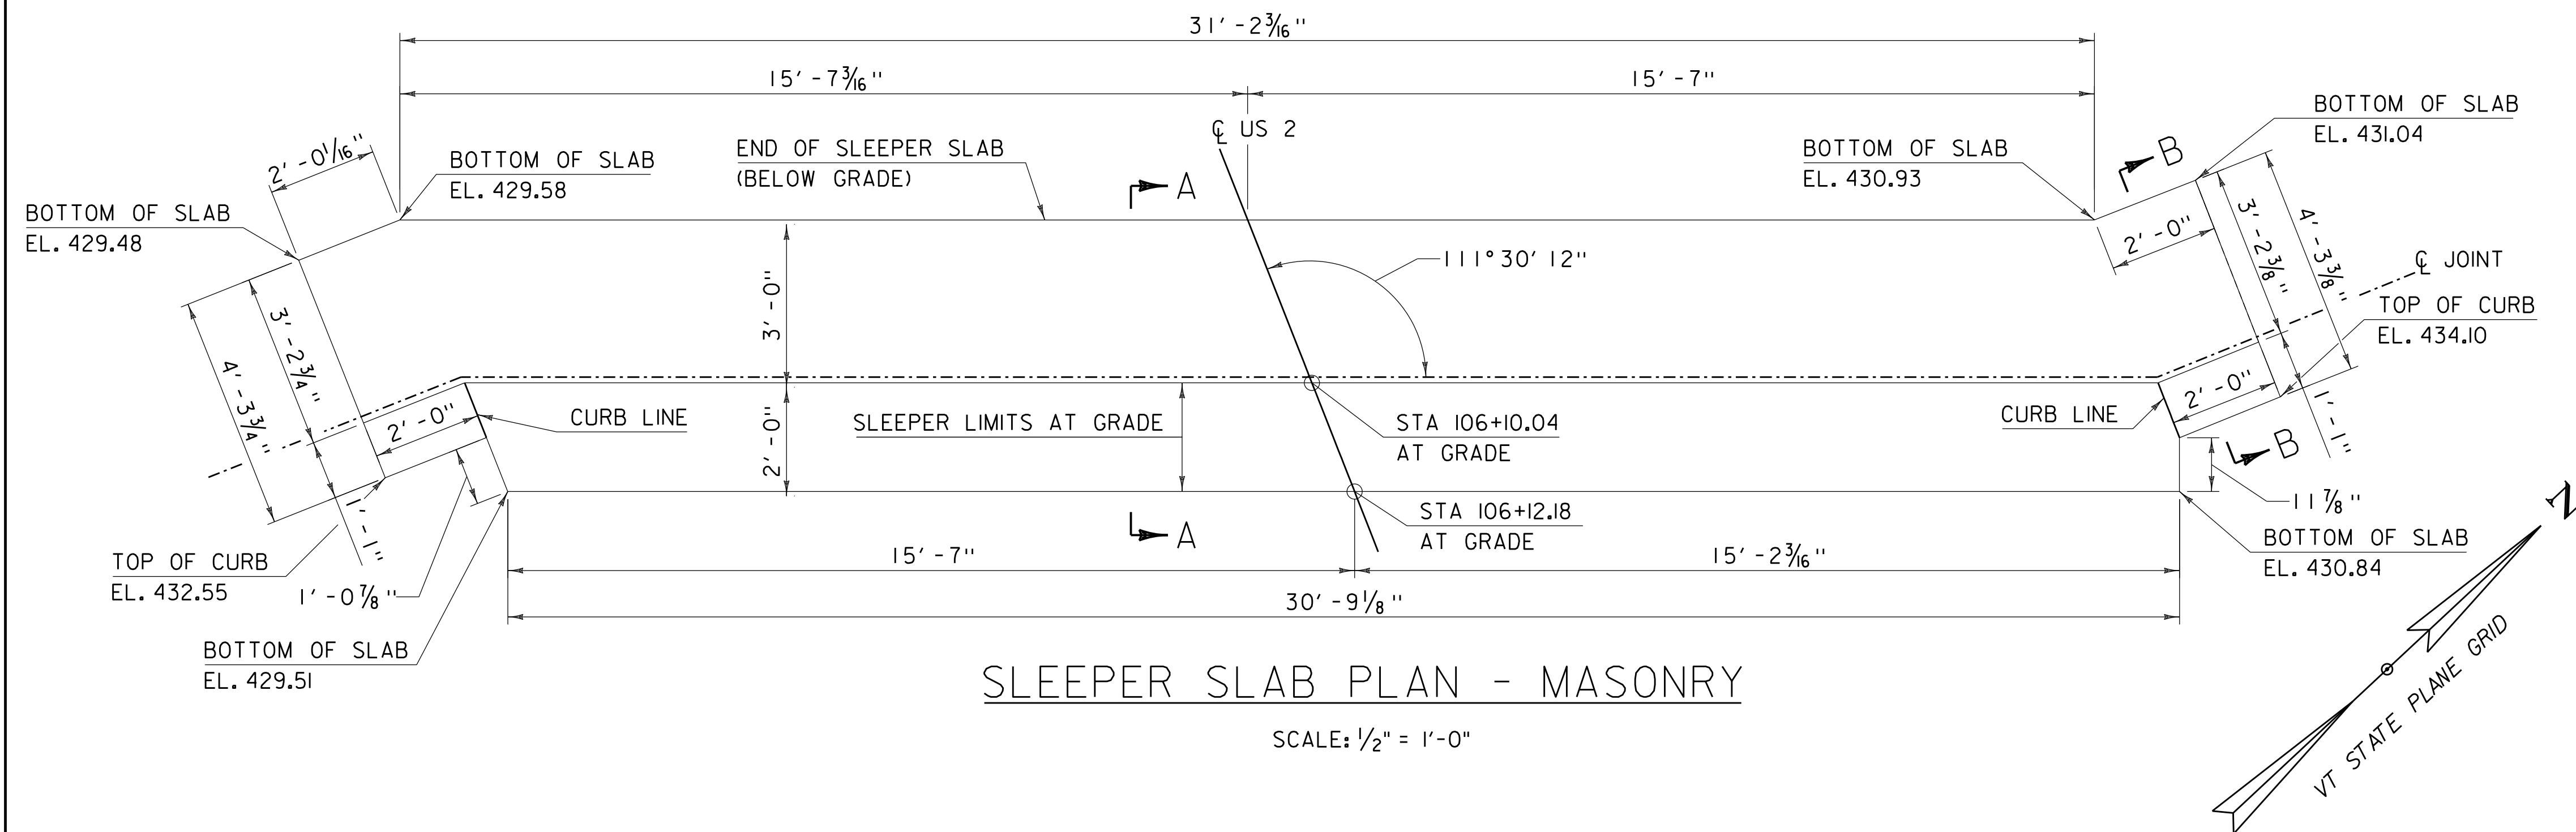 31′-2 3/16"
15′-7 3/16"
15′-7"
℄ US 2
2′-0 1/16"
BOTTOM OF SLAB
EL. 429.58
END OF SLEEPER SLAB
(BELOW GRADE)
A
BOTTOM OF SLAB
EL. 430.93
B
BOTTOM OF SLAB
EL. 431.04
BOTTOM OF SLAB
EL. 429.48
3′-2 3/4"
4′-3 3/4"
3′-0"
111°30′12"
2′-0"
3′-2 3/8"
4′-3 3/8"
℄ JOINT
TOP OF CURB
EL. 434.10
2′-0"
CURB LINE
2′-0"
SLEEPER LIMITS AT GRADE
STA 106+10.04
AT GRADE
CURB LINE
2′-0"
B
1′-1"
11 7/8"
A
STA 106+12.18
AT GRADE
BOTTOM OF SLAB
EL. 430.84
TOP OF CURB
EL. 432.55
1′-1"
1′-0 7/8"
15′-7"
15′-2 3/16"
30′-9 1/8"
BOTTOM OF SLAB
EL. 429.51
SLEEPER SLAB PLAN - MASONRY
SCALE: 1/2" = 1′-0"
N
VT STATE PLANE GRID